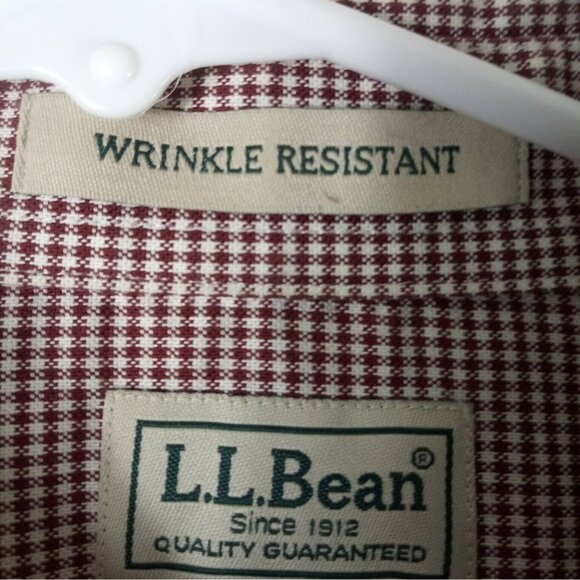 WRINKLE RESISTANT
L.L.Bean®
Since 1912
QUALITY GUARANTEED